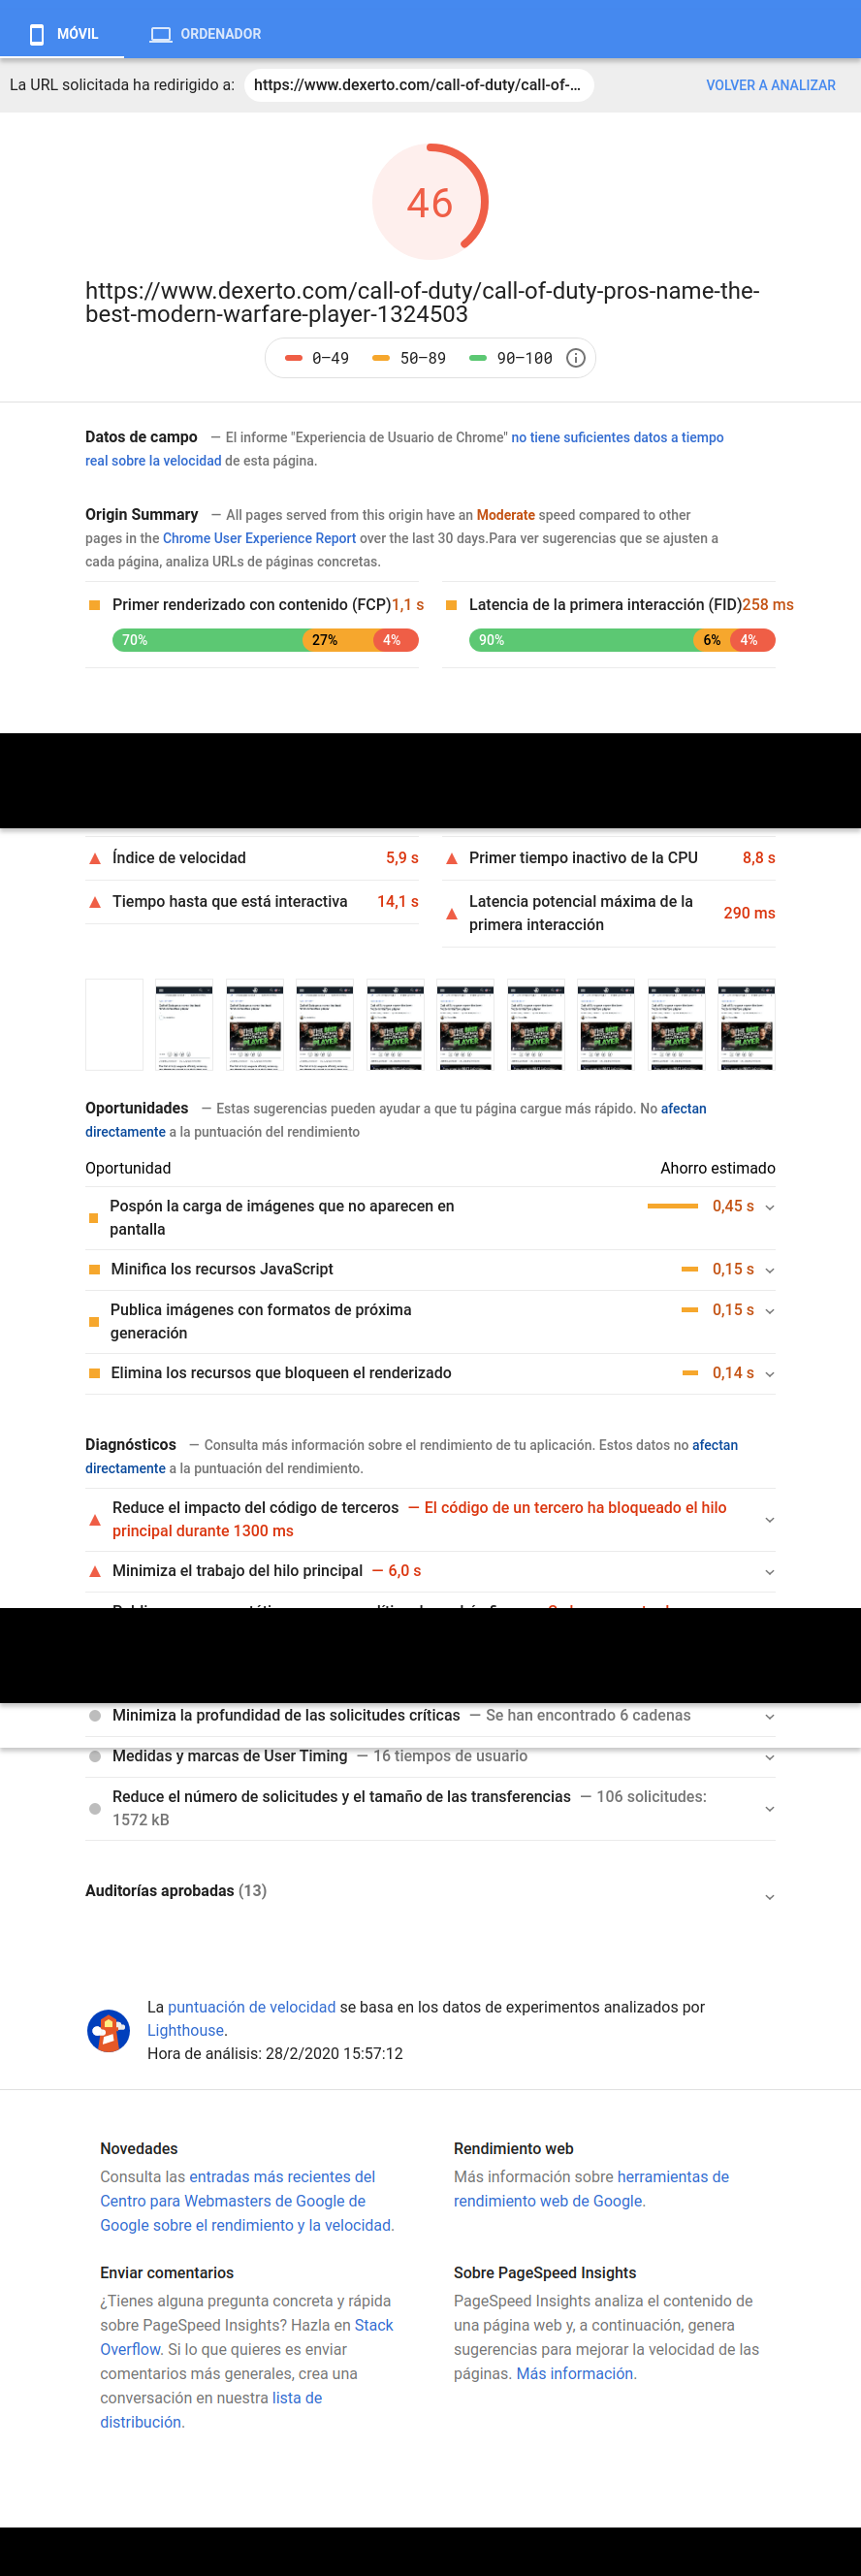 MÓVIL
ORDENADOR
La URL solicitada ha redirigido a:
https://www.dexerto.com/call-of-duty/call-of-...
VOLVER A ANALIZAR
46
https://www.dexerto.com/call-of-duty/call-of-duty-pros-name-the-
best-modern-warfare-player-1324503
0–49
50–89
90–100
Datos de campo — El informe "Experiencia de Usuario de Chrome" no tiene suficientes datos a tiempo
real sobre la velocidad de esta página.
Origin Summary — All pages served from this origin have an Moderate speed compared to other
pages in the Chrome User Experience Report over the last 30 days.Para ver sugerencias que se ajusten a
cada página, analiza URLs de páginas concretas.
Primer renderizado con contenido (FCP)1,1 s
70%
27%
4%
Latencia de la primera interacción (FID)258 ms
90%
6%
4%
Índice de velocidad
5,9 s
Primer tiempo inactivo de la CPU
8,8 s
Tiempo hasta que está interactiva
14,1 s
Latencia potencial máxima de la
primera interacción
290 ms
Oportunidades — Estas sugerencias pueden ayudar a que tu página cargue más rápido. No afectan
directamente a la puntuación del rendimiento
Oportunidad
Ahorro estimado
Pospón la carga de imágenes que no aparecen en
pantalla
0,45 s
Minifica los recursos JavaScript
0,15 s
Publica imágenes con formatos de próxima
generación
0,15 s
Elimina los recursos que bloqueen el renderizado
0,14 s
Diagnósticos — Consulta más información sobre el rendimiento de tu aplicación. Estos datos no afectan
directamente a la puntuación del rendimiento.
Reduce el impacto del código de terceros — El código de un tercero ha bloqueado el hilo
principal durante 1300 ms
Minimiza el trabajo del hilo principal — 6,0 s
Minimiza la profundidad de las solicitudes críticas — Se han encontrado 6 cadenas
Medidas y marcas de User Timing — 16 tiempos de usuario
Reduce el número de solicitudes y el tamaño de las transferencias — 106 solicitudes:
1572 kB
Auditorías aprobadas (13)
La puntuación de velocidad se basa en los datos de experimentos analizados por
Lighthouse.
Hora de análisis: 28/2/2020 15:57:12
Novedades
Consulta las entradas más recientes del
Centro para Webmasters de Google de
Google sobre el rendimiento y la velocidad.
Rendimiento web
Más información sobre herramientas de
rendimiento web de Google.
Enviar comentarios
¿Tienes alguna pregunta concreta y rápida
sobre PageSpeed Insights? Hazla en Stack
Overflow. Si lo que quieres es enviar
comentarios más generales, crea una
conversación en nuestra lista de
distribución.
Sobre PageSpeed Insights
PageSpeed Insights analiza el contenido de
una página web y, a continuación, genera
sugerencias para mejorar la velocidad de las
páginas. Más información.